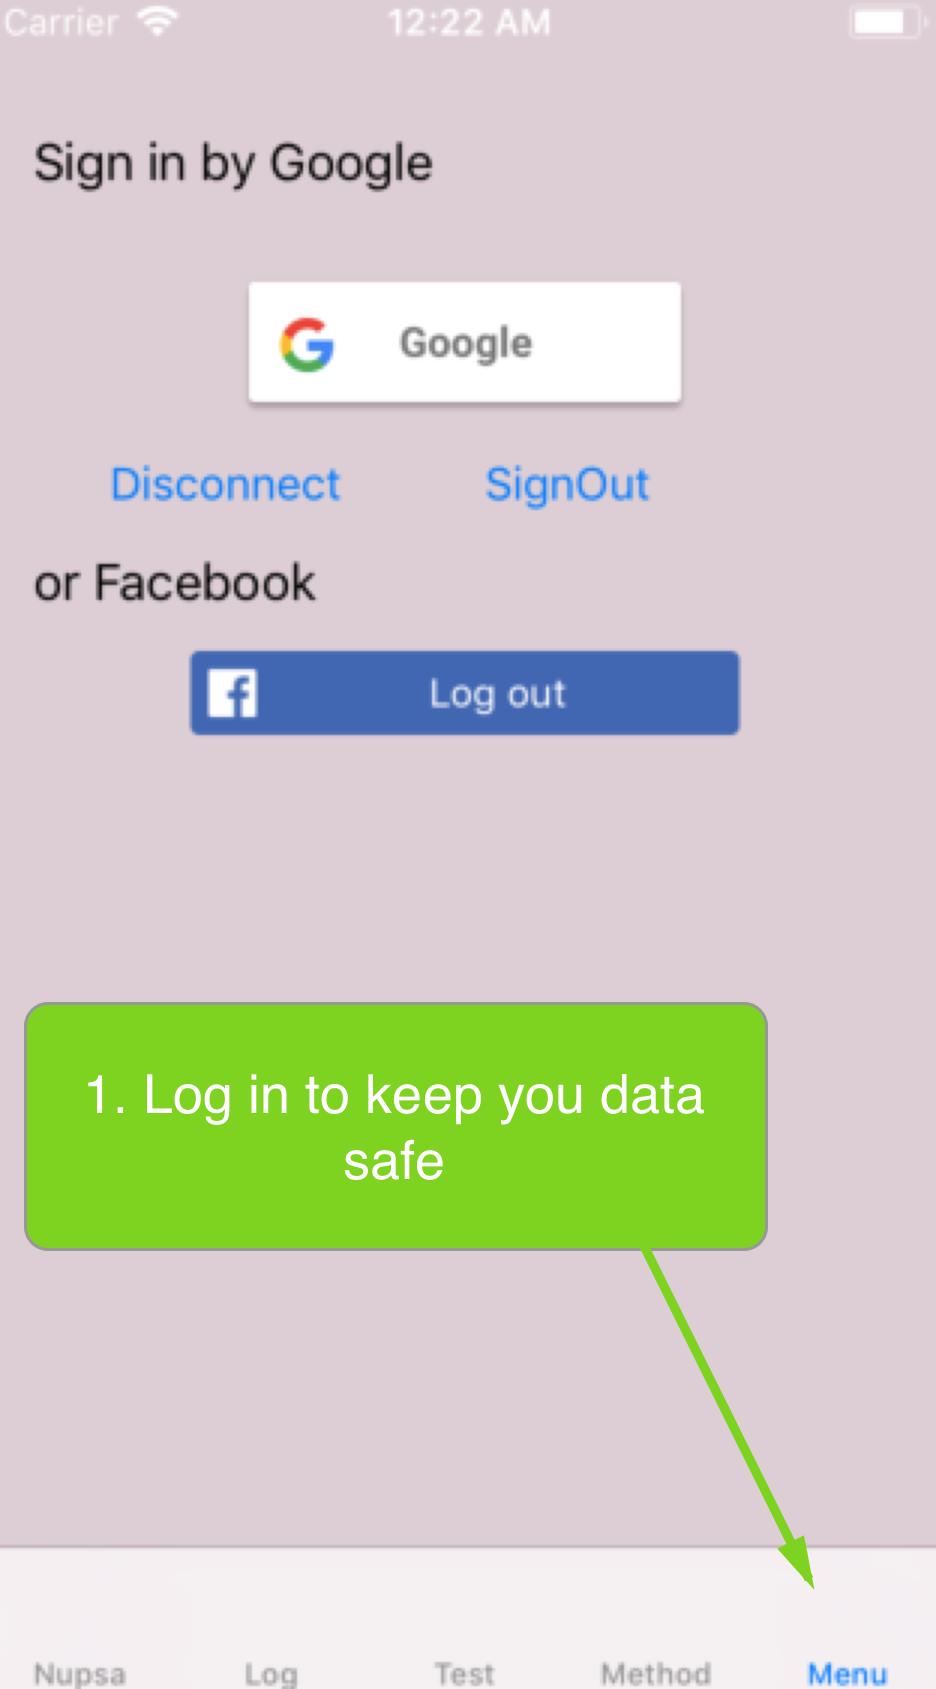 Carrier 12:22 AM
Sign in by Google
Google
Disconnect SignOut
or Facebook
Log out
1. Log in to keep you data
safe
Nupsa Log Test Method Menu